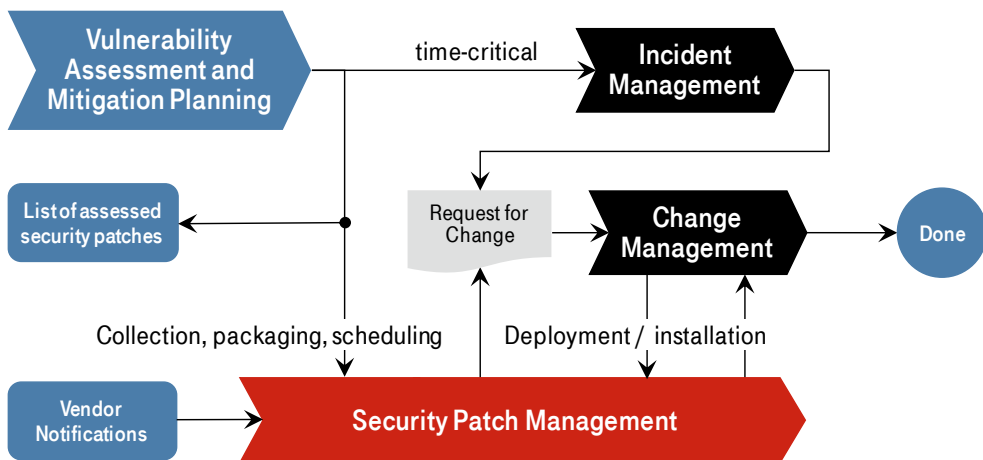 Vulnerability
Assessment and
Mitigation Planning
time-critical
Incident
Management
List of assessed
security patches
Request for
Change
Change
Management
Done
Collection, packaging, scheduling
Deployment / installation
Vendor
Notifications
Security Patch Management